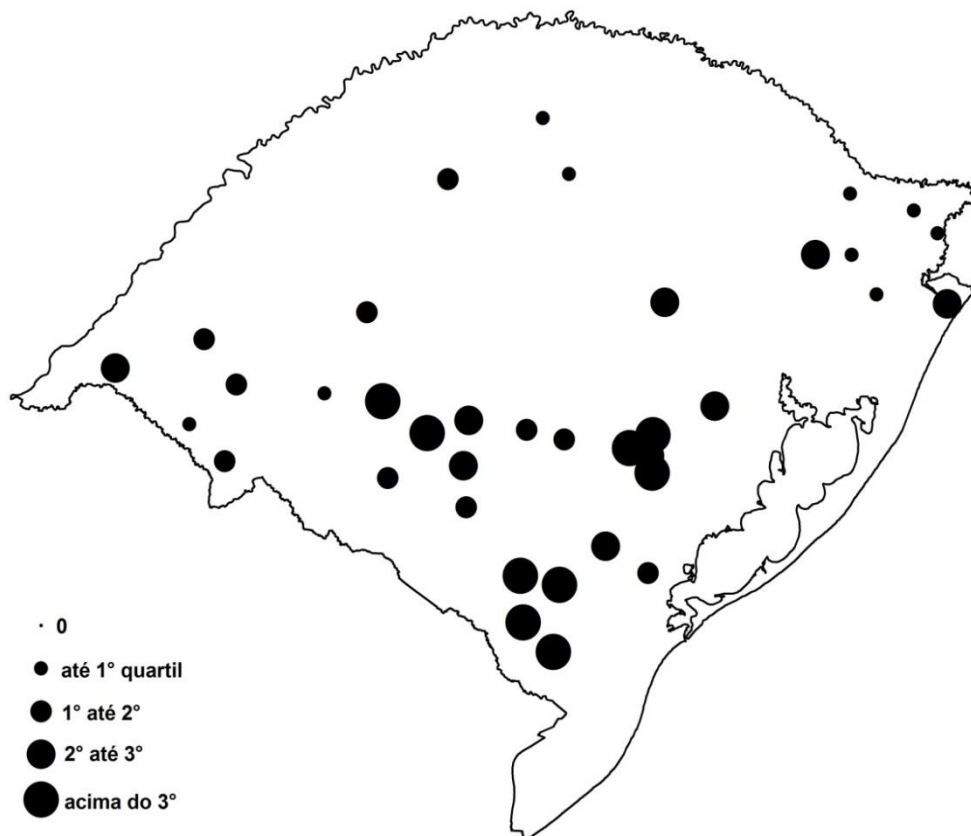 0
até 1° quartil
1° até 2°
2° até 3°
acima do 3°